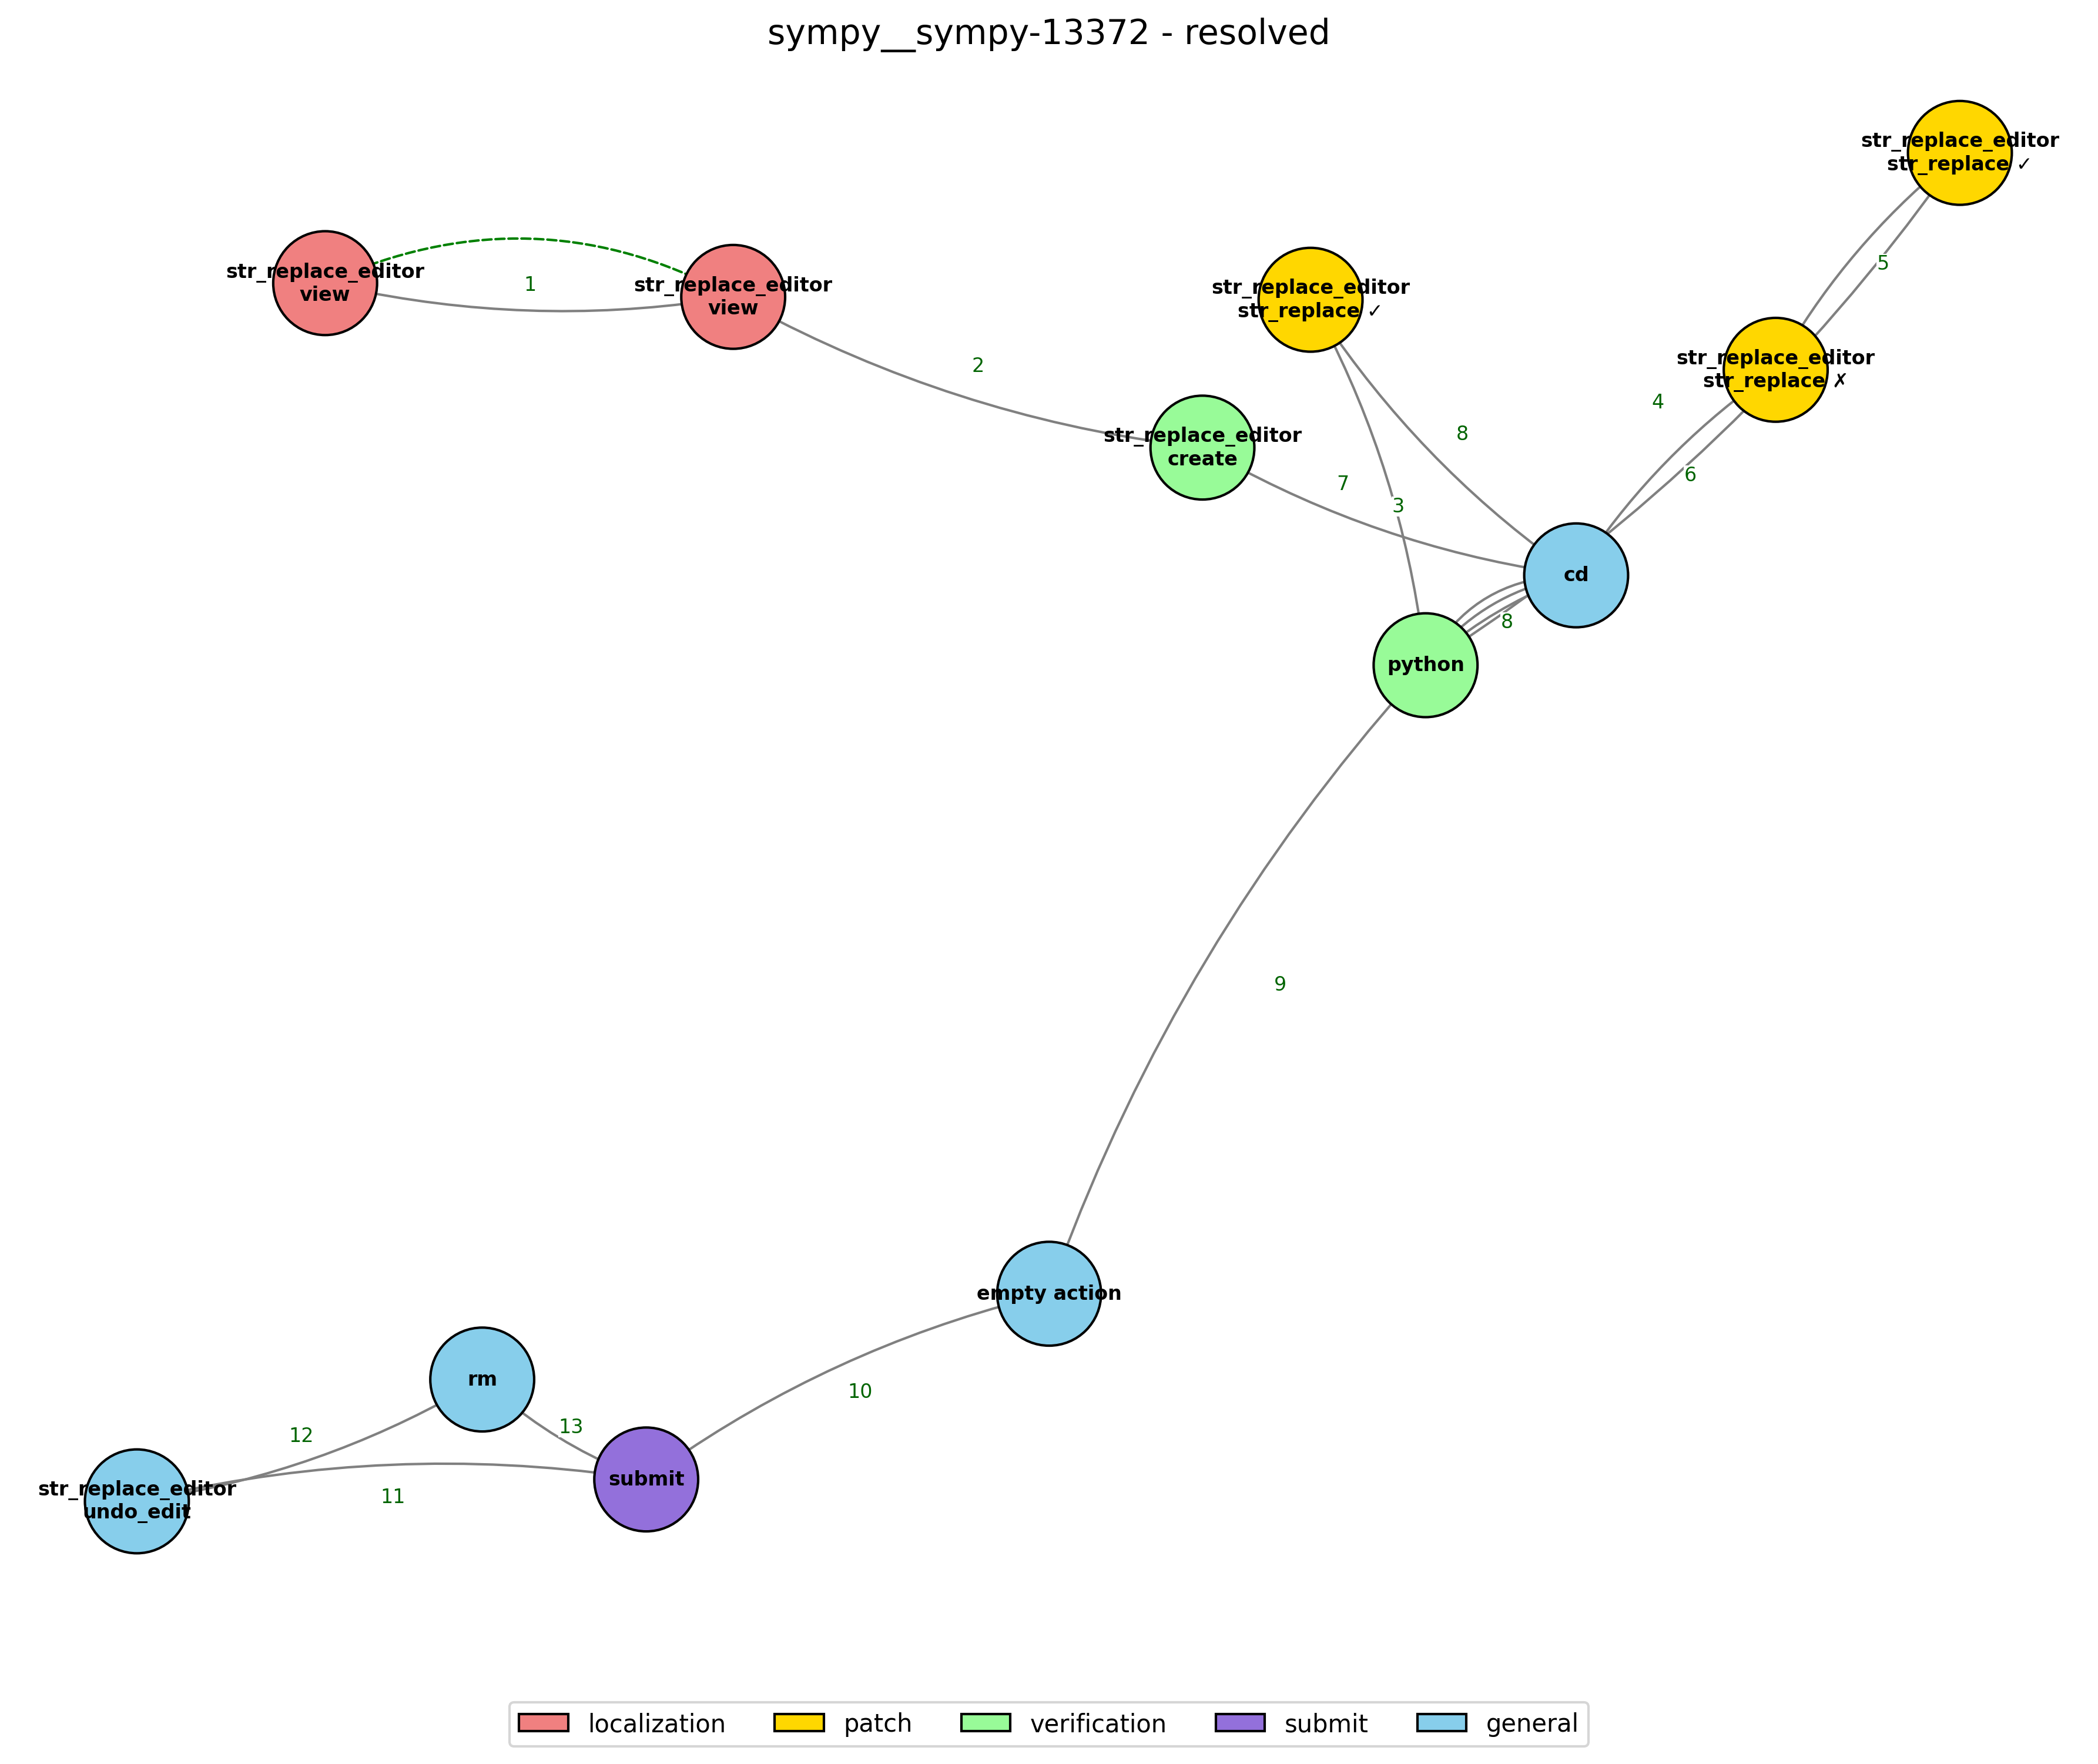 sympy__sympy-13372 - resolved
str_replace_editor
str_replace ✓
5
str_replace_editor
view
1
str_replace_editor
view
str_replace_editor
str_replace ✓
str_replace_editor
str_replace ✗
2
4
8
str_replace_editor
create
7
6
3
cd
8
python
9
empty action
rm
10
13
12
submit
str_replace_editor
undo_edit
11
localization
patch
verification
submit
general